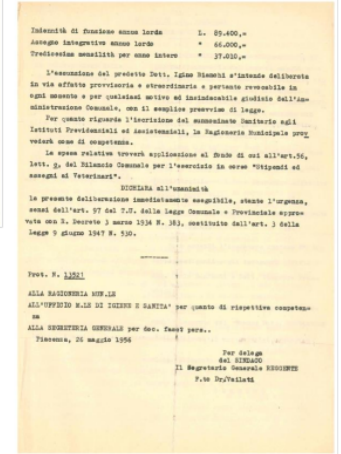 Indennità di funzione annua lorda L. 89.400,=
Assegno integrativo annuo lordo " 66.000,=
Tredicesima mensilità per anno intero " 37.010,=
L'assunzione del predetto Dott. Igino Bianchi s'intende deliberata
in via affatto provvisoria e straordinaria e pertanto revocabile in
ogni momento e per qualsiasi motivo ad insindacabile giudizio dell'Am=
ministrazione Comunale, con il semplice preavviso di legge.
Per quanto riguarda l'iscrizione del summenzionato Sanitario agli
Istituti Previdenziali ed Assistenziali, la Ragioneria Municipale prov
vederà come di competenza.
La spesa relativa troverà applicazione al fondo di cui all'art.56,
lett. del Bilancio Comunale per l'esercizio in corso "Stipendi ed
assegni ai Veterinari".
DICHIARA all'unanimità
la presente deliberazione immediatamente eseguibile, stante l'urgenza,
sensi dell'art. 97 del T.U. della legge Comunale e Provinciale appro=
vata con R. Decreto 3 marzo 1934 N. 383, sostituito dall'art. 3 della
Legge 9 giugno 1947 N. 530.
Prot. N. 13521
ALLA RAGIONERIA MUN.LE
ALL'UFFICIO M.LE DI IGIENE E SANITA' per quanto di rispettiva competen=
za
ALLA SEGRETERIA GENERALE per doc. fasc. pers..
Piacenza, 26 maggio 1956
Per delega
del SINDACO
Il Segretario Generale REGGENTE
F.to Dr/Vailati